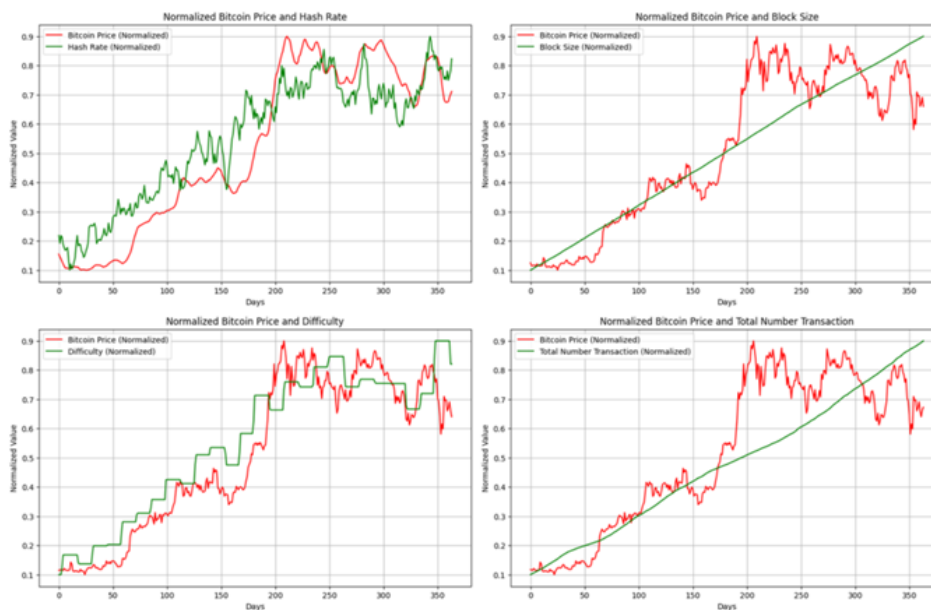 Normalized Bitcoin Price and Hash Rate
Bitcoin Price (Normalized)
Hash Rate (Normalized)
Normalized Value
0.9
0.8
0.7
0.6
0.5
0.4
0.3
0.2
0.1
0 50 100 150 200 250 300 350
Days
Normalized Bitcoin Price and Block Size
Bitcoin Price (Normalized)
Block Size (Normalized)
Normalized Value
0.9
0.8
0.7
0.6
0.5
0.4
0.3
0.2
0.1
0 50 100 150 200 250 300 350
Days
Normalized Bitcoin Price and Difficulty
Bitcoin Price (Normalized)
Difficulty (Normalized)
Normalized Value
0.9
0.8
0.7
0.6
0.5
0.4
0.3
0.2
0.1
0 50 100 150 200 250 300 350
Days
Normalized Bitcoin Price and Total Number Transaction
Bitcoin Price (Normalized)
Total Number Transaction (Normalized)
Normalized Value
0.9
0.8
0.7
0.6
0.5
0.4
0.3
0.2
0.1
0 50 100 150 200 250 300 350
Days